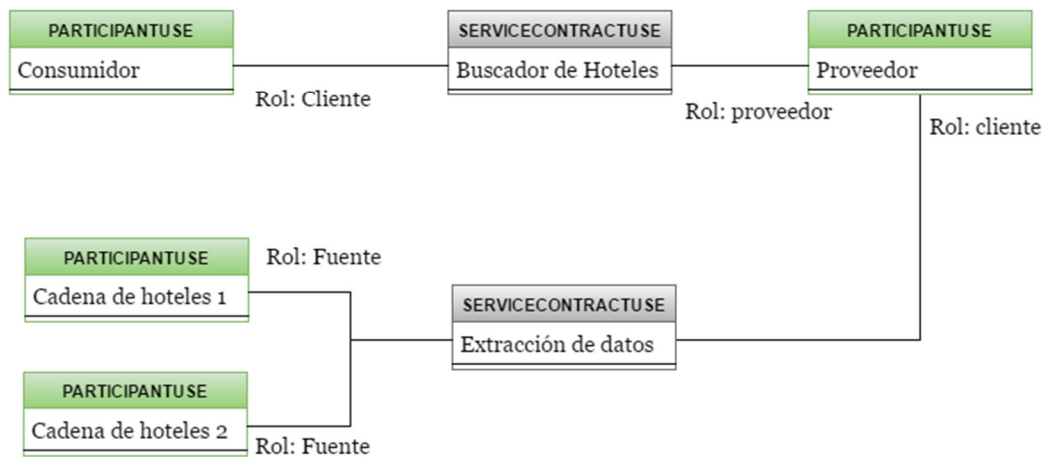 PARTICIPANTUSE
Consumidor
Rol: Cliente
SERVICECONTRACTUSE
Buscador de Hoteles
Rol: proveedor
PARTICIPANTUSE
Proveedor
Rol: cliente
PARTICIPANTUSE
Cadena de hoteles 1
Rol: Fuente
SERVICECONTRACTUSE
Extracción de datos
PARTICIPANTUSE
Cadena de hoteles 2
Rol: Fuente